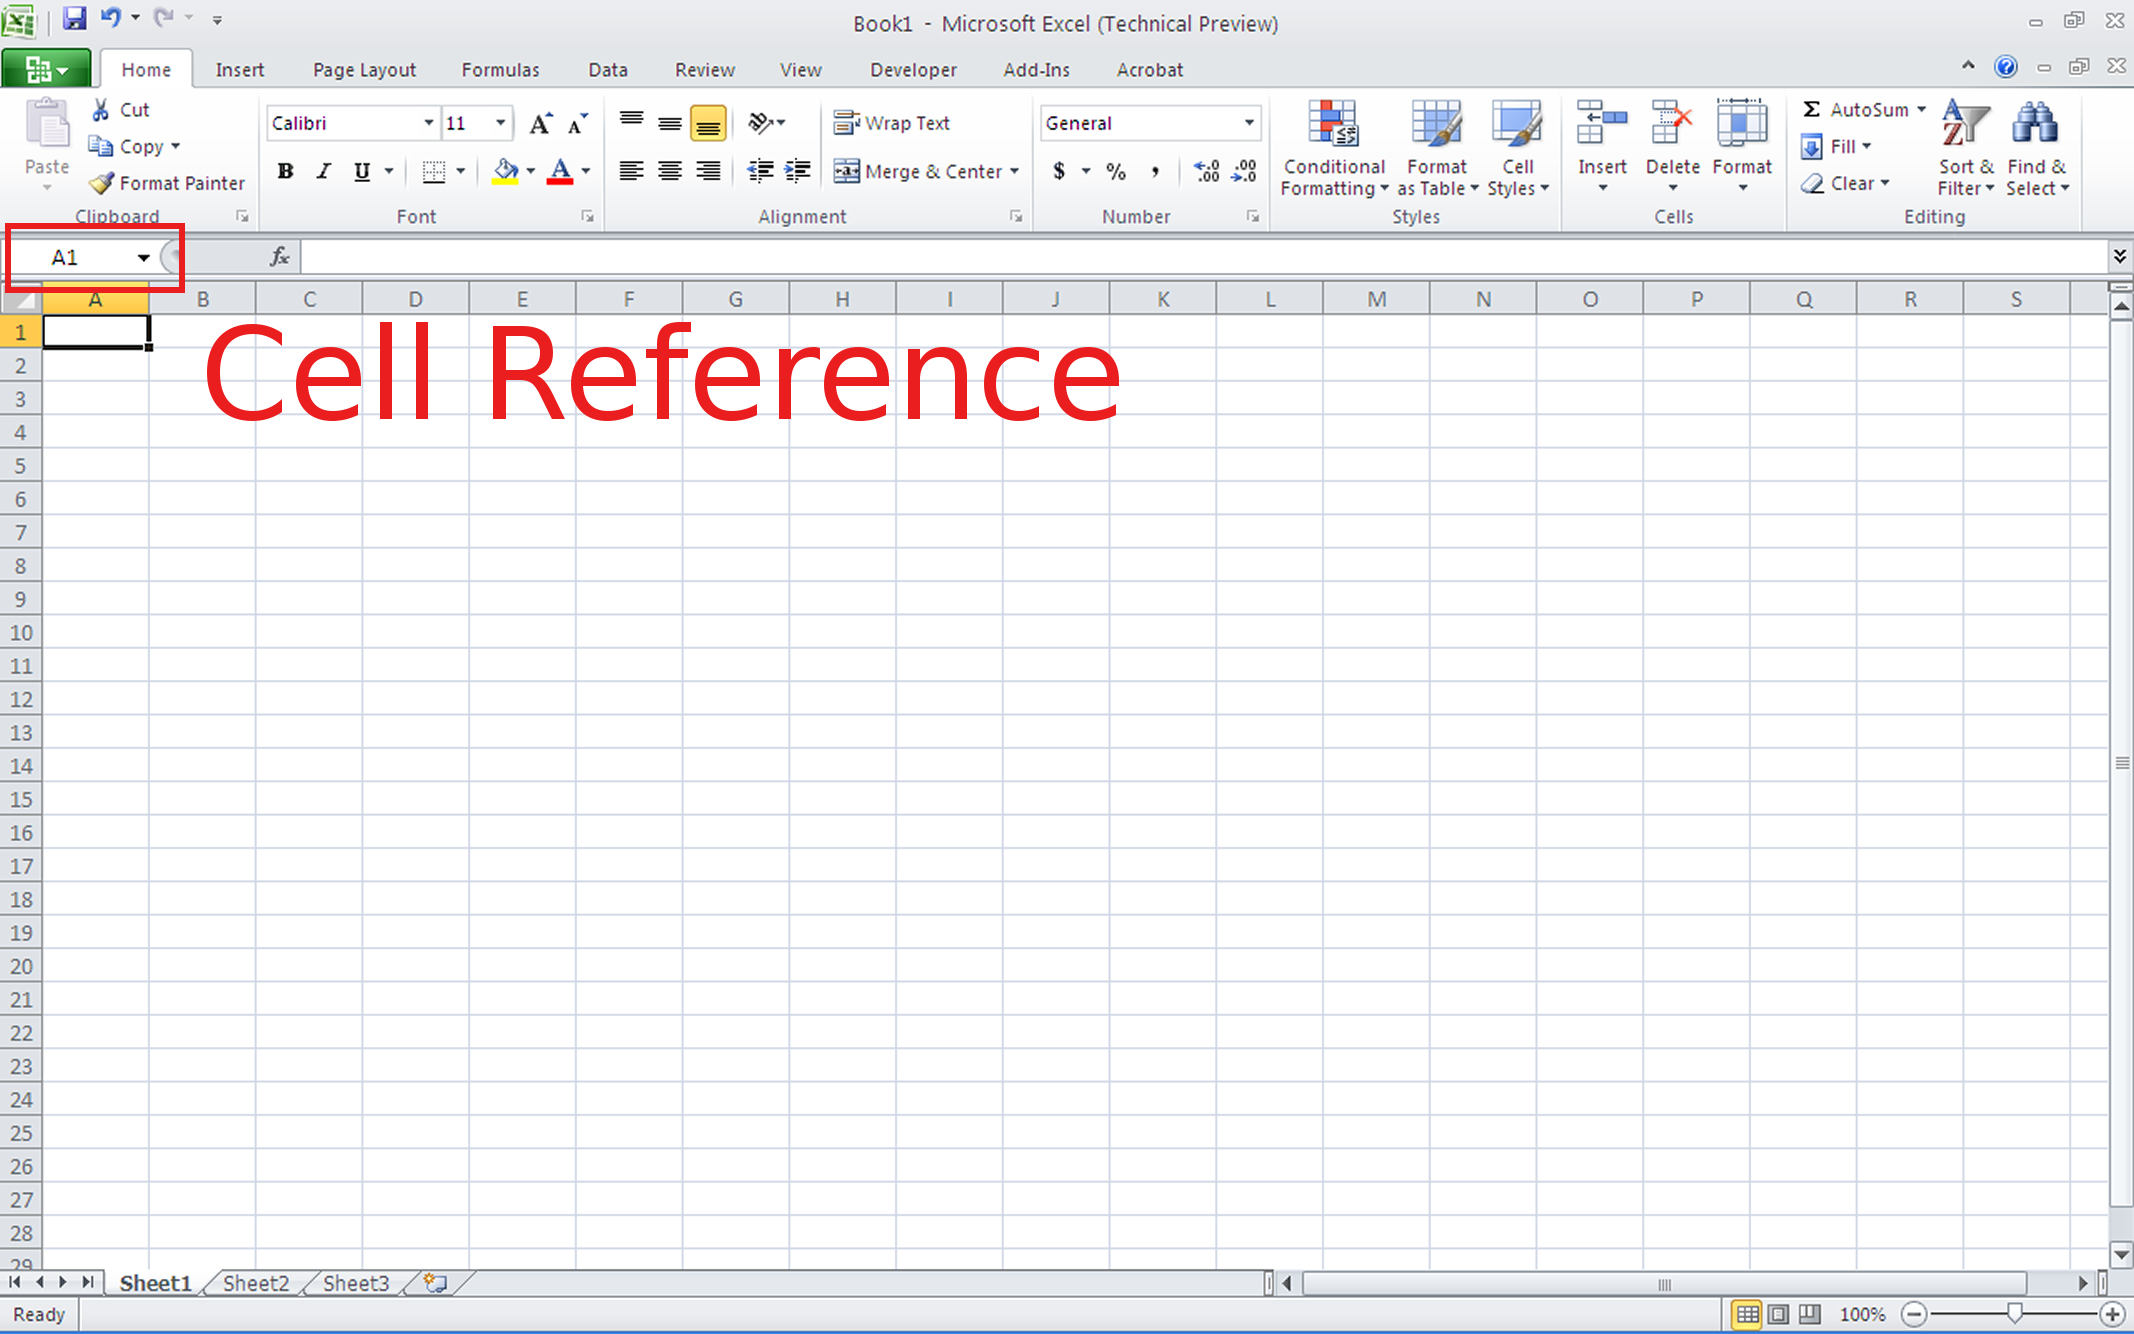 Book1 - Microsoft Excel (Technical Preview)
Home Insert Page Layout Formulas Data Review View Developer Add-Ins Acrobat
Paste
Cut
Copy
Format Painter
Clipboard
Calibri 11
B I U
Font
Wrap Text
Merge & Center
Alignment
General
$ % ,
Number
Conditional Formatting
Format as Table
Cell Styles
Styles
Insert Delete Format
Cells
Σ AutoSum
Fill
Clear
Sort & Filter
Find & Select
Editing
A1 fx
A B C D E F G H I J K L M N O P Q R S
Cell Reference
1
2
3
4
5
6
7
8
9
10
11
12
13
14
15
16
17
18
19
20
21
22
23
24
25
26
27
28
29
Sheet1 Sheet2 Sheet3
Ready 100%